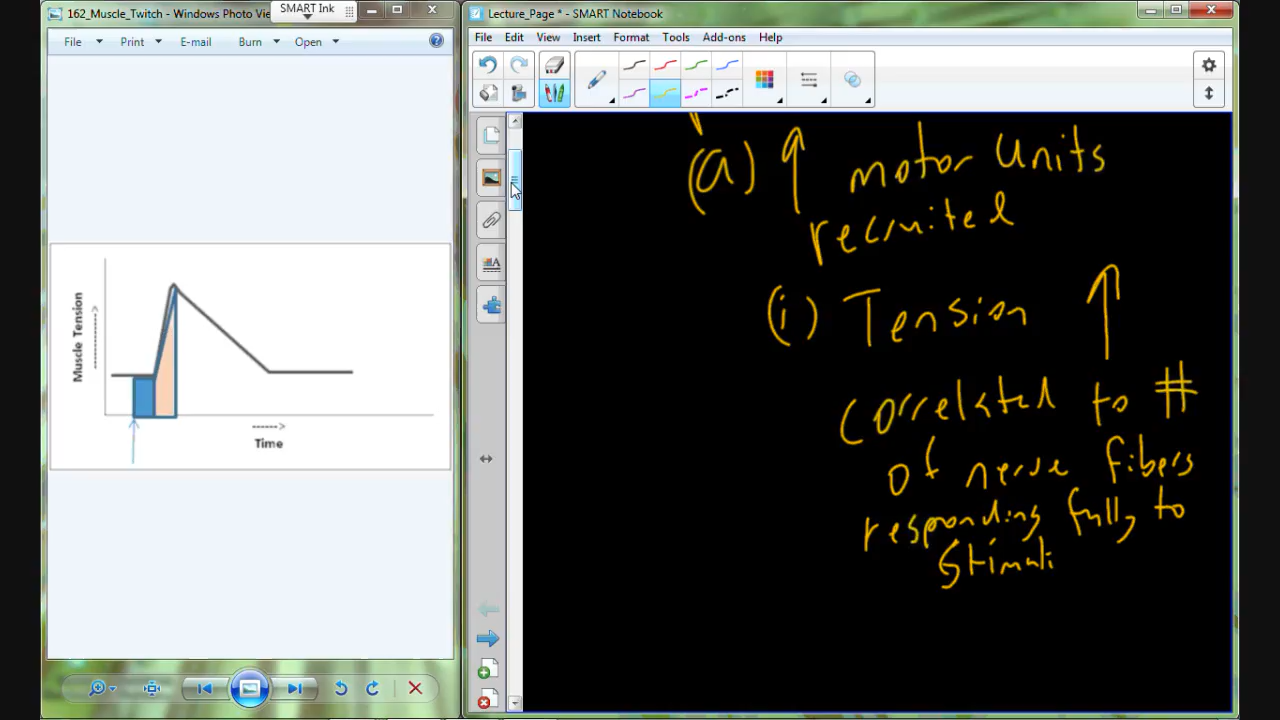 162_Muscle_Twitch - Windows Photo Vie
SMART Ink
File Print E-mail Burn Open
Muscle Tension
---->
Time
Lecture_Page * - SMART Notebook
File Edit View Insert Format Tools Add-ons Help
(a) ↑ motor units
recruited
(i) Tension ↑
correlated to #
of nerve fibers
responding fully to
stimuli